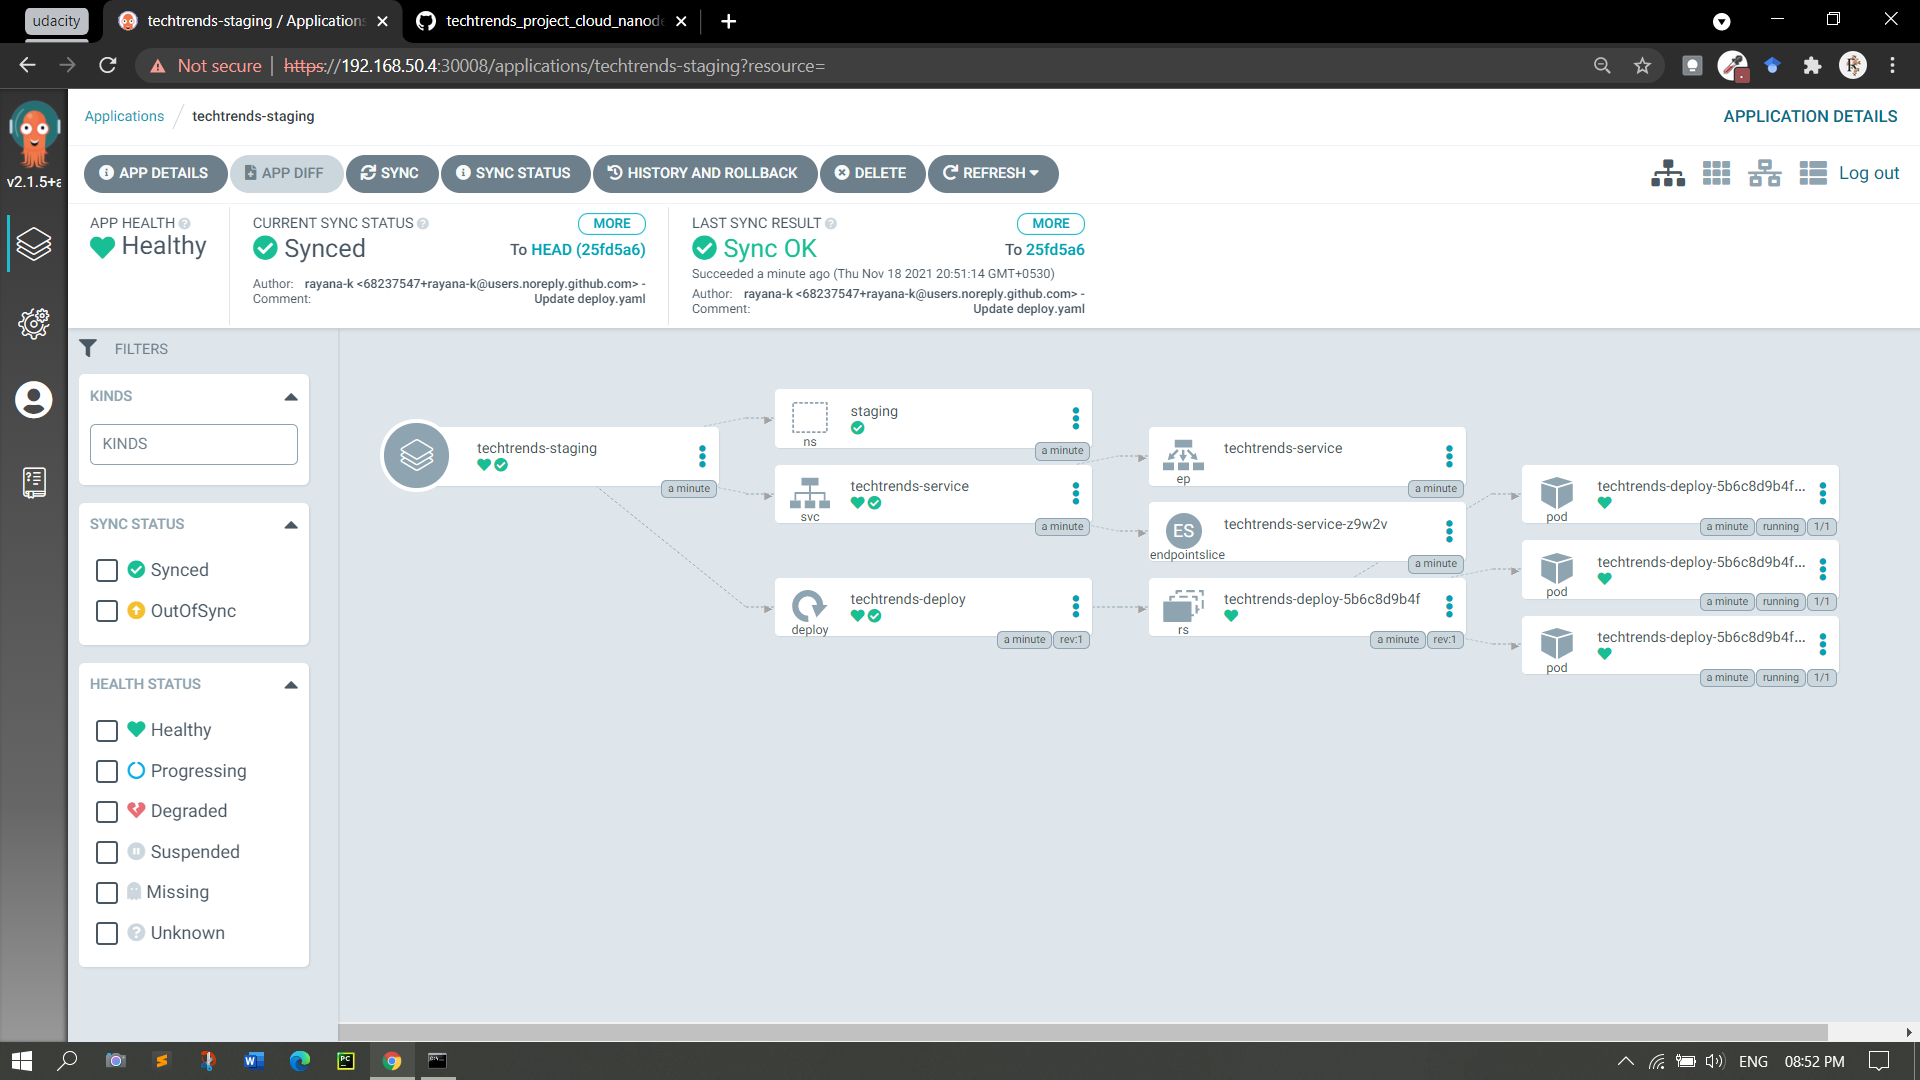 udacity
techtrends-staging / Applications
techtrends_project_cloud_nanode
Not secure
https://192.168.50.4:30008/applications/techtrends-staging?resource=
v2.1.5+a
Applications
techtrends-staging
APPLICATION DETAILS
APP DETAILS
APP DIFF
SYNC
SYNC STATUS
HISTORY AND ROLLBACK
DELETE
REFRESH
Log out
APP HEALTH
Healthy
CURRENT SYNC STATUS
MORE
Synced
To HEAD (25fd5a6)
Author: rayana-k <68237547+rayana-k@users.noreply.github.com> -
Comment: Update deploy.yaml
LAST SYNC RESULT
MORE
Sync OK
To 25fd5a6
Succeeded a minute ago (Thu Nov 18 2021 20:51:14 GMT+0530)
Author: rayana-k <68237547+rayana-k@users.noreply.github.com> -
Comment: Update deploy.yaml
FILTERS
KINDS
KINDS
SYNC STATUS
Synced
OutOfSync
HEALTH STATUS
Healthy
Progressing
Degraded
Suspended
Missing
Unknown
techtrends-staging
a minute
staging
ns
a minute
techtrends-service
svc
a minute
techtrends-deploy
deploy
a minute
rev:1
techtrends-service
ep
a minute
ES
techtrends-service-z9w2v
endpointslice
a minute
techtrends-deploy-5b6c8d9b4f
rs
a minute
rev:1
techtrends-deploy-5b6c8d9b4f...
pod
a minute
running
1/1
techtrends-deploy-5b6c8d9b4f...
pod
a minute
running
1/1
techtrends-deploy-5b6c8d9b4f...
pod
a minute
running
1/1
ENG
08:52 PM